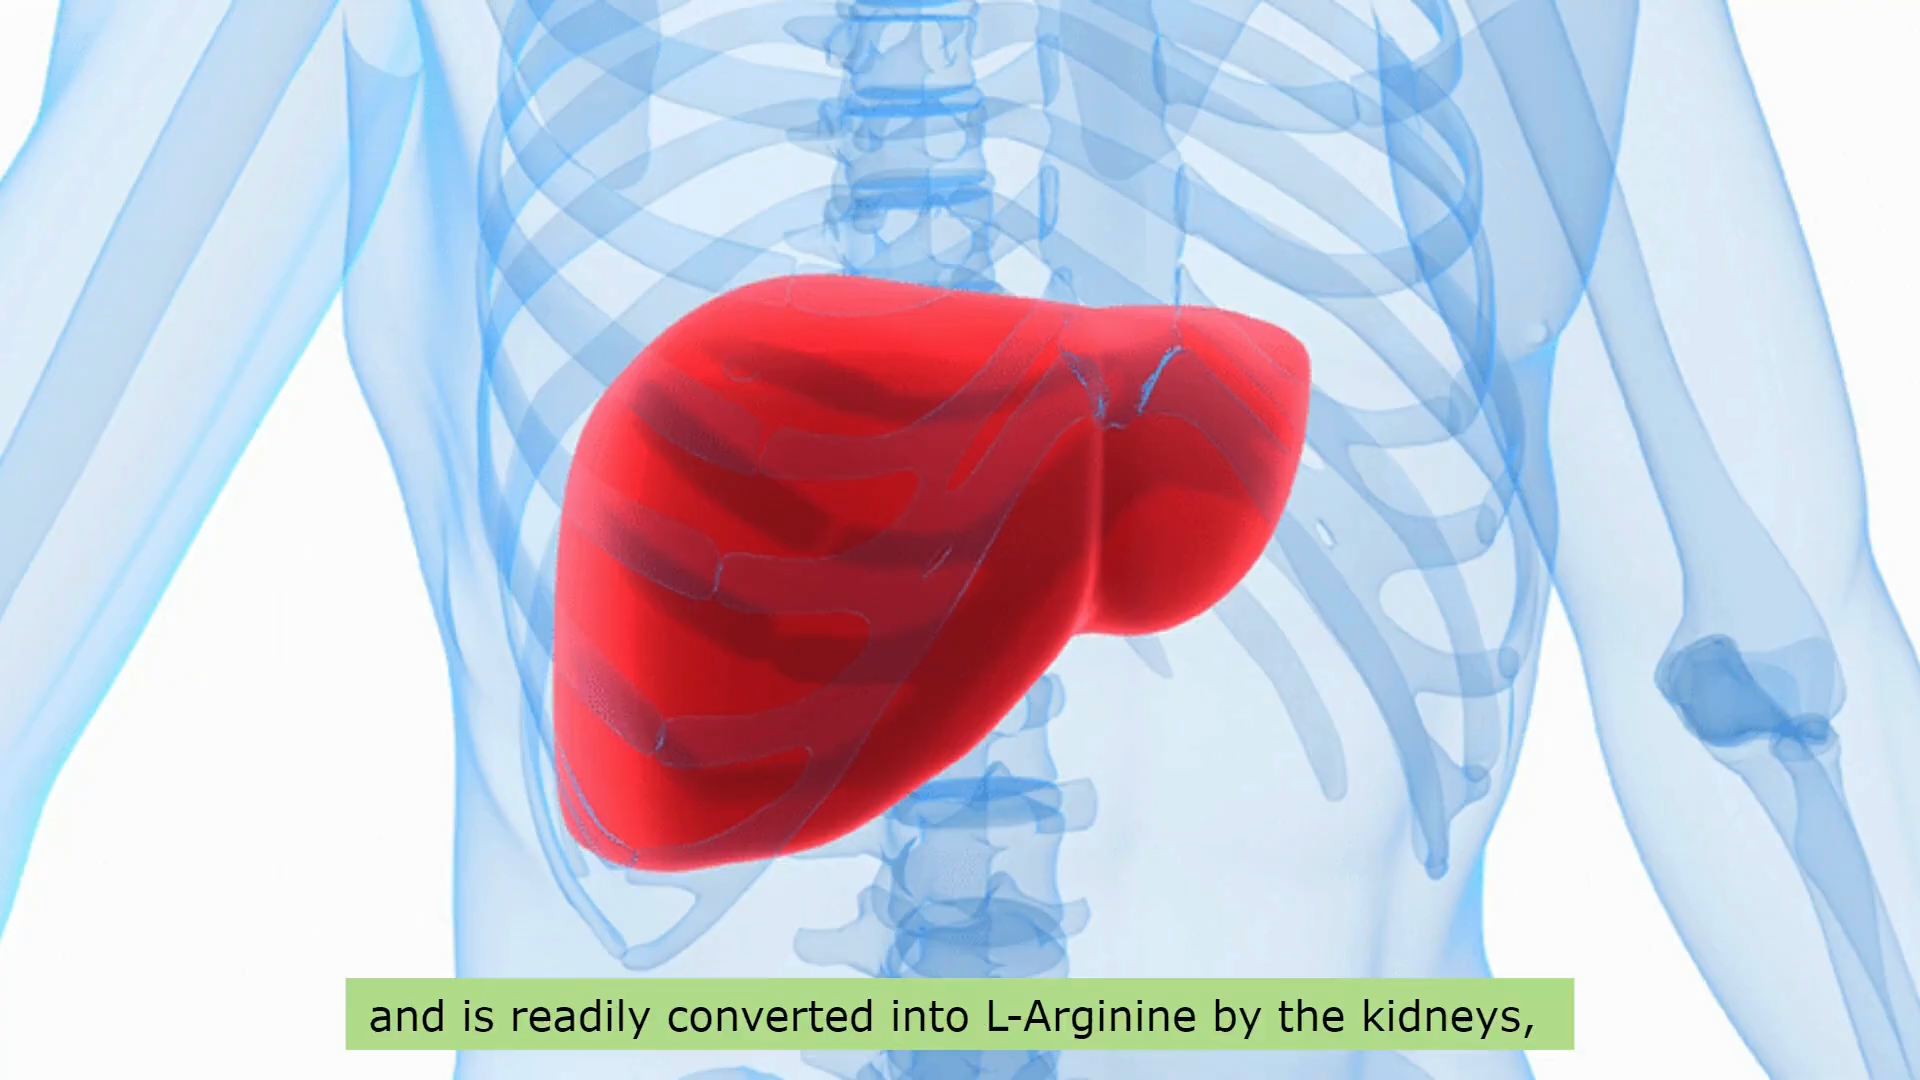 and is readily converted into L-Arginine by the kidneys,